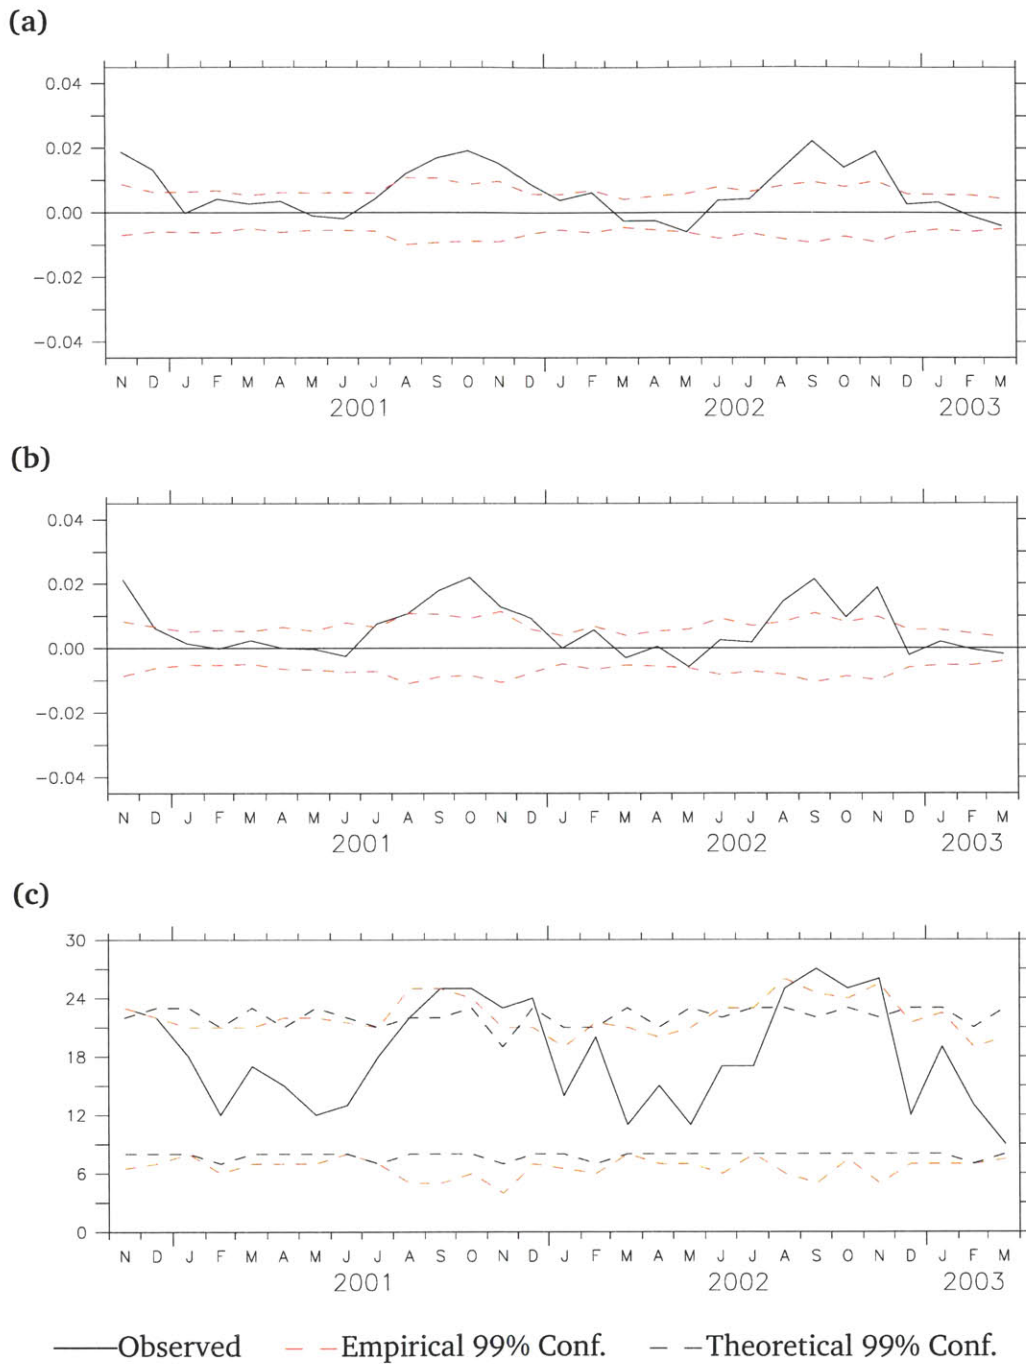 (a)
0.04
0.02
0.00
−0.02
−0.04
N D J F M A M J J A S O N D J F M A M J J A S O N D J F M
2001 2002 2003
(b)
0.04
0.02
0.00
−0.02
−0.04
N D J F M A M J J A S O N D J F M A M J J A S O N D J F M
2001 2002 2003
(c)
30
24
18
12
6
0
N D J F M A M J J A S O N D J F M A M J J A S O N D J F M
2001 2002 2003
Observed Empirical 99% Conf. Theoretical 99% Conf.